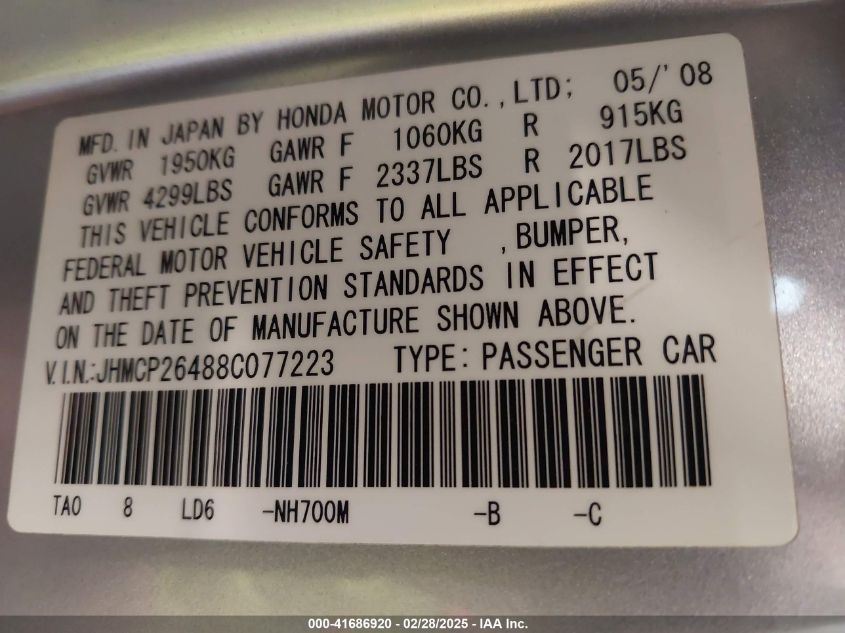 MFD. IN JAPAN BY HONDA MOTOR CO., LTD; 05/'08
GVWR 1950KG GAWR F 1060KG R 915KG
GVWR 4299LBS GAWR F 2337LBS R 2017LBS
THIS VEHICLE CONFORMS TO ALL APPLICABLE
FEDERAL MOTOR VEHICLE SAFETY , BUMPER,
AND THEFT PREVENTION STANDARDS IN EFFECT
ON THE DATE OF MANUFACTURE SHOWN ABOVE.
V.I.N.:JHMCP26488C077223 TYPE: PASSENGER CAR
TA0 8 LD6 -NH700M -B -C
000-41686920 - 02/28/2025 - IAA Inc.